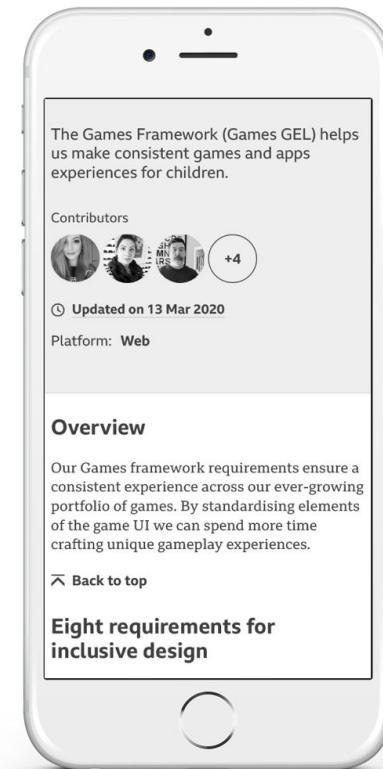 The Games Framework (Games GEL) helps
us make consistent games and apps
experiences for children.
Contributors
+4
Updated on 13 Mar 2020
Platform: Web
Overview
Our Games framework requirements ensure a
consistent experience across our ever-growing
portfolio of games. By standardising elements
of the game UI we can spend more time
crafting unique gameplay experiences.
Back to top
Eight requirements for
inclusive design